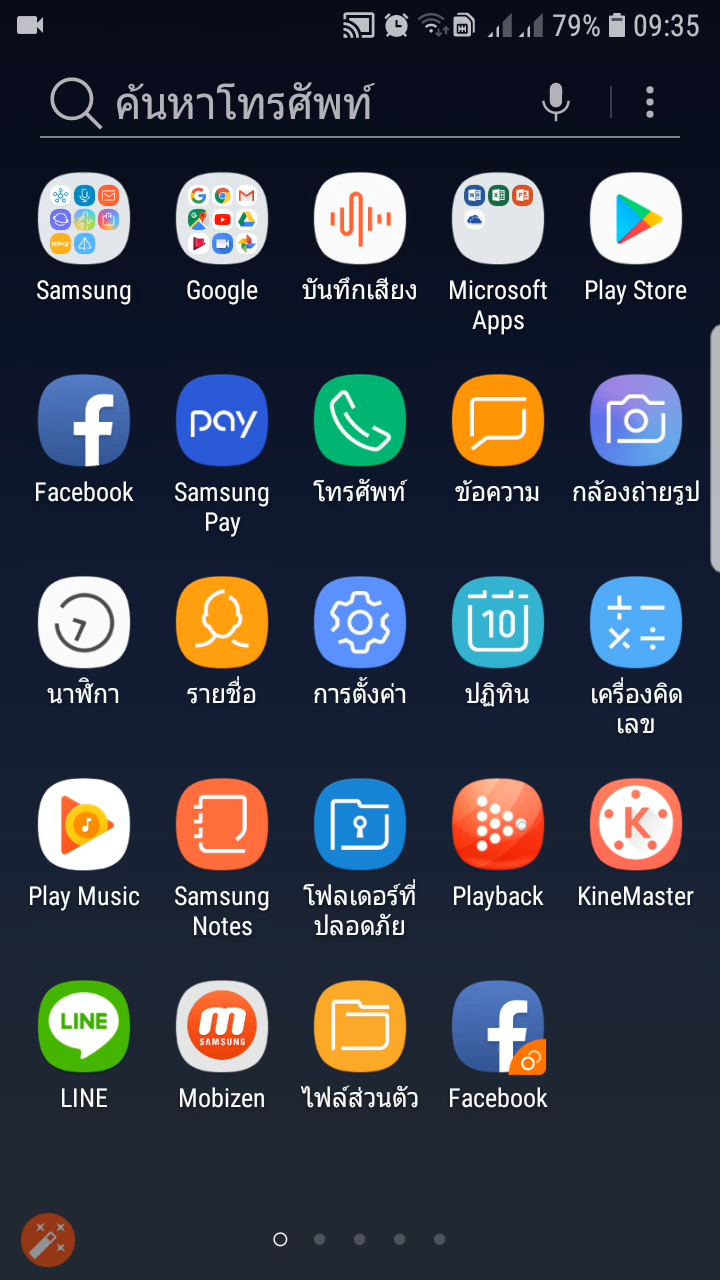 79% 09:35
ค้นหาโทรศัพท์
Samsung Google บันทึกเสียง Microsoft Apps Play Store
pay
Facebook Samsung Pay โทรศัพท์ ข้อความ กล้องถ่ายรูป
7 10
นาฬิกา รายชื่อ การตั้งค่า ปฏิทิน เครื่องคิดเลข
K
Play Music Samsung Notes โฟลเดอร์ที่ปลอดภัย Playback KineMaster
LINE m SAMSUNG
LINE Mobizen ไฟล์ส่วนตัว Facebook